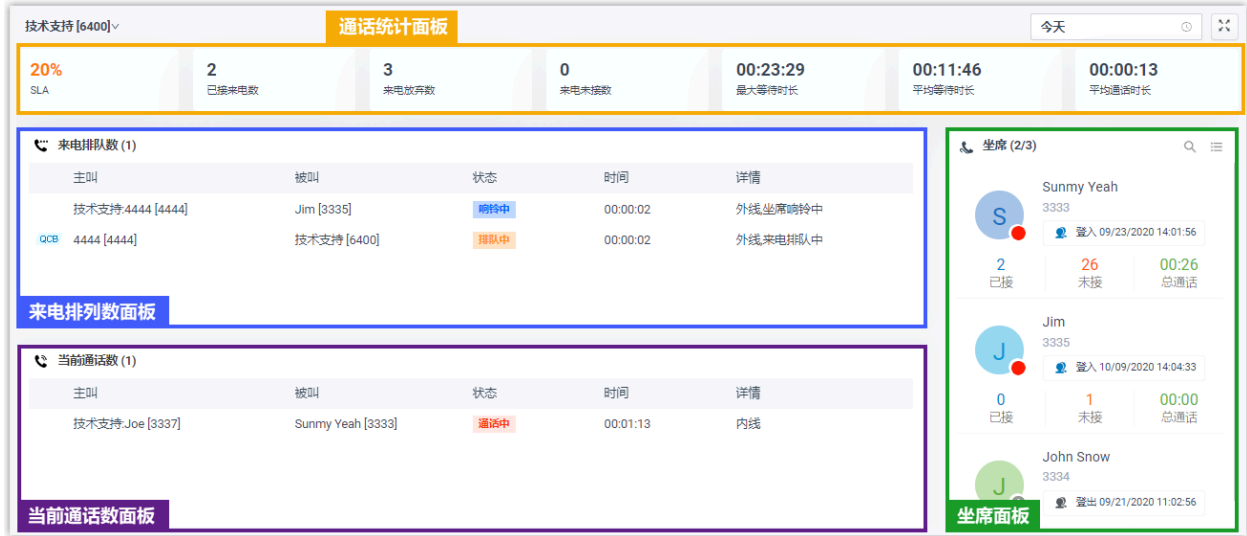 技术支持 [6400]
通话统计面板
今天
20% 2 3 0 00:23:29 00:11:46 00:00:13
SLA 已接来电数 来电放弃数 来电未接数 最大等待时长 平均等待时长 平均通话时长
来电排队数 (1)
主叫 被叫 状态 时间 详情
技术支持:4444 [4444] Jim [3335] 响铃中 00:00:02 外线,坐席响铃中
QCB 4444 [4444] 技术支持 [6400] 排队中 00:00:02 外线,来电排队中
来电排列数面板
当前通话数 (1)
主叫 被叫 状态 时间 详情
技术支持:Joe [3337] Sunmy Yeah [3333] 通话中 00:01:13 内线
当前通话数面板
坐席 (2/3)
S
Sunmy Yeah
3333
登入 09/23/2020 14:01:56
2 26 00:26
已接 未接 总通话
J
Jim
3335
登入 10/09/2020 14:04:33
0 1 00:00
已接 未接 总通话
J
John Snow
3334
登出 09/21/2020 11:02:56
坐席面板